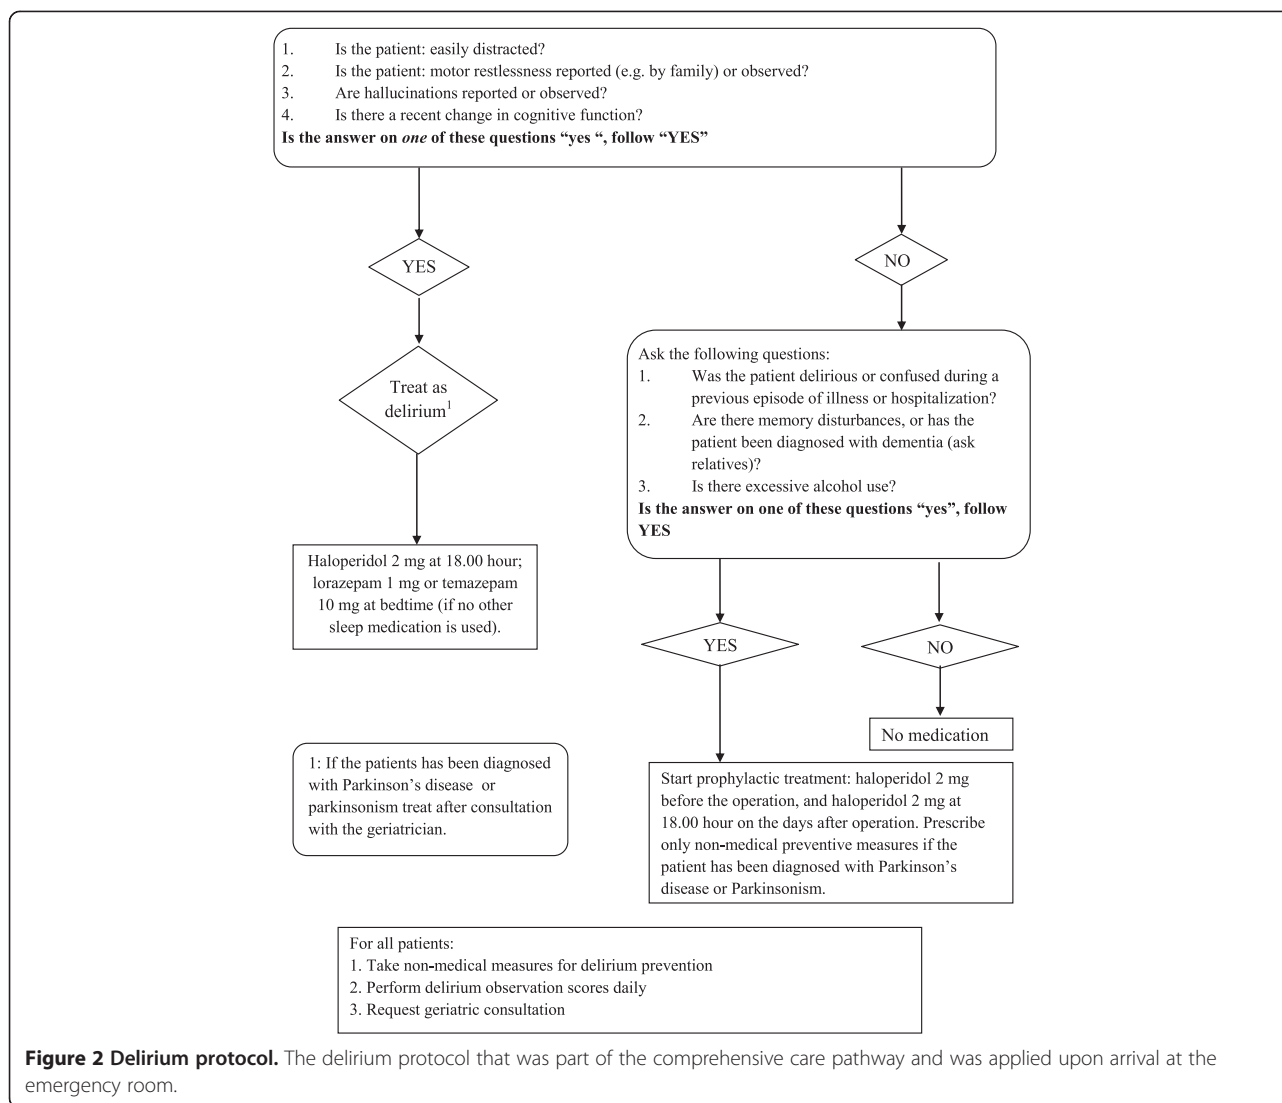 1. Is the patient: easily distracted?
2. Is the patient: motor restlessness reported (e.g. by family) or observed?
3. Are hallucinations reported or observed?
4. Is there a recent change in cognitive function?
Is the answer on one of these questions “yes “, follow “YES”
YES
NO
Treat as
delirium1
Ask the following questions:
1. Was the patient delirious or confused during a
previous episode of illness or hospitalization?
2. Are there memory disturbances, or has the
patient been diagnosed with dementia (ask
relatives)?
3. Is there excessive alcohol use?
Is the answer on one of these questions “yes”, follow
YES
Haloperidol 2 mg at 18.00 hour;
lorazepam 1 mg or temazepam
10 mg at bedtime (if no other
sleep medication is used).
YES
NO
No medication
1: If the patients has been diagnosed
with Parkinson’s disease or
parkinsonism treat after consultation
with the geriatrician.
Start prophylactic treatment: haloperidol 2 mg
before the operation, and haloperidol 2 mg at
18.00 hour on the days after operation. Prescribe
only non-medical preventive measures if the
patient has been diagnosed with Parkinson’s
disease or Parkinsonism.
For all patients:
1. Take non-medical measures for delirium prevention
2. Perform delirium observation scores daily
3. Request geriatric consultation
Figure 2 Delirium protocol. The delirium protocol that was part of the comprehensive care pathway and was applied upon arrival at the
emergency room.